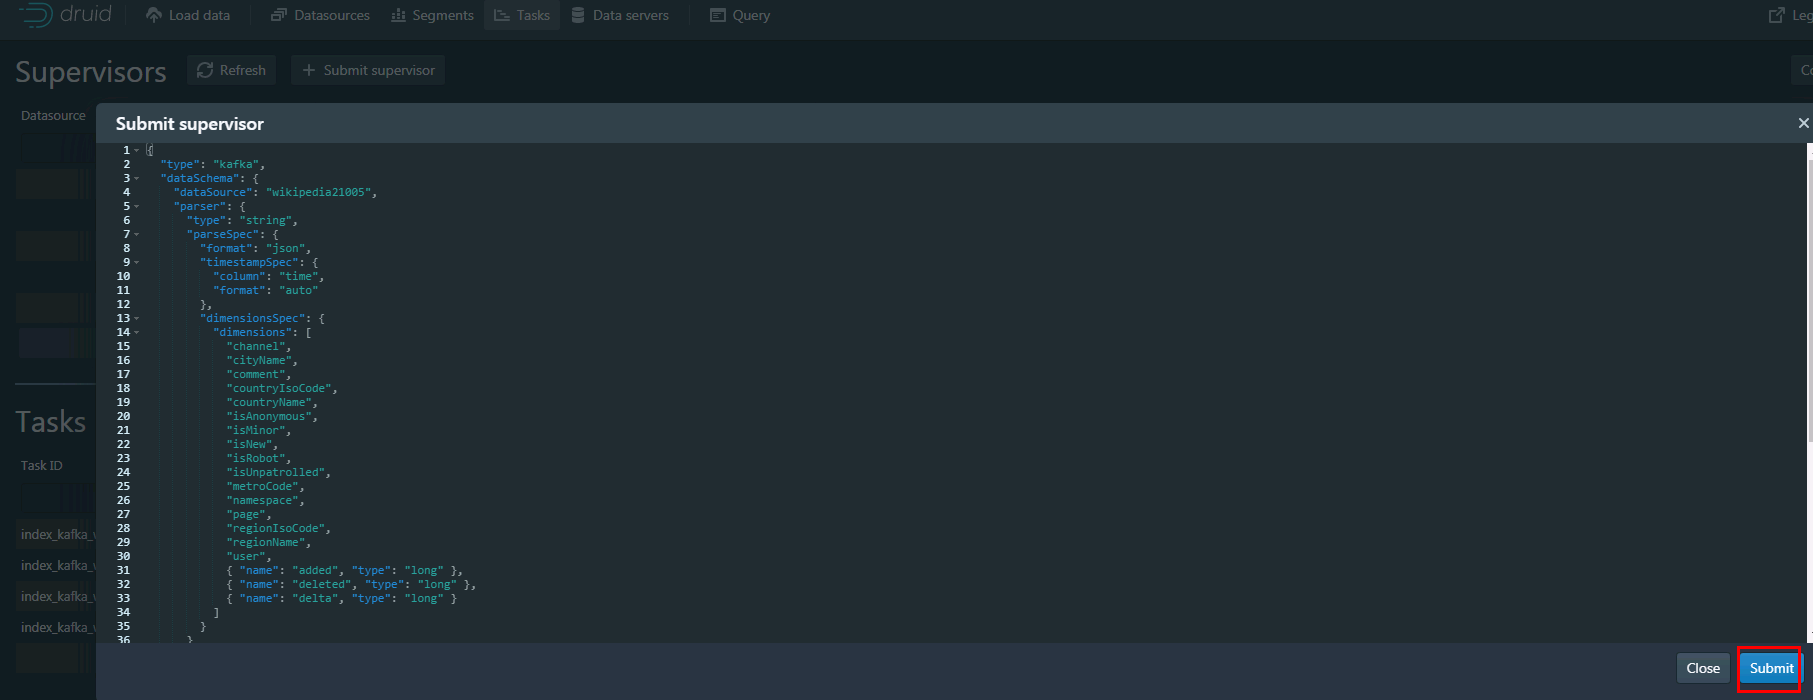 druid Load data Datasources Segments Tasks Data servers Query Leg
Supervisors Refresh Submit supervisor Co
Datasource
Submit supervisor
1 {
2 "type": "kafka",
3 "dataSchema": {
4 "dataSource": "wikipedia21005",
5 "parser": {
6 "type": "string",
7 "parseSpec": {
8 "format": "json",
9 "timestampSpec": {
10 "column": "time",
11 "format": "auto"
12 },
13 "dimensionsSpec": {
14 "dimensions": [
15 "channel",
16 "cityName",
17 "comment",
18 "countryIsoCode",
19 "countryName",
20 "isAnonymous",
21 "isMinor",
22 "isNew",
23 "isRobot",
24 "isUnpatrolled",
25 "metroCode",
26 "namespace",
27 "page",
28 "regionIsoCode",
29 "regionName",
30 "user",
31 { "name": "added", "type": "long" },
32 { "name": "deleted", "type": "long" },
33 { "name": "delta", "type": "long" }
34 ]
35 }
36 }
Tasks
Task ID
index_kafka_w
index_kafka_w
index_kafka_w
index_kafka_w
Close Submit